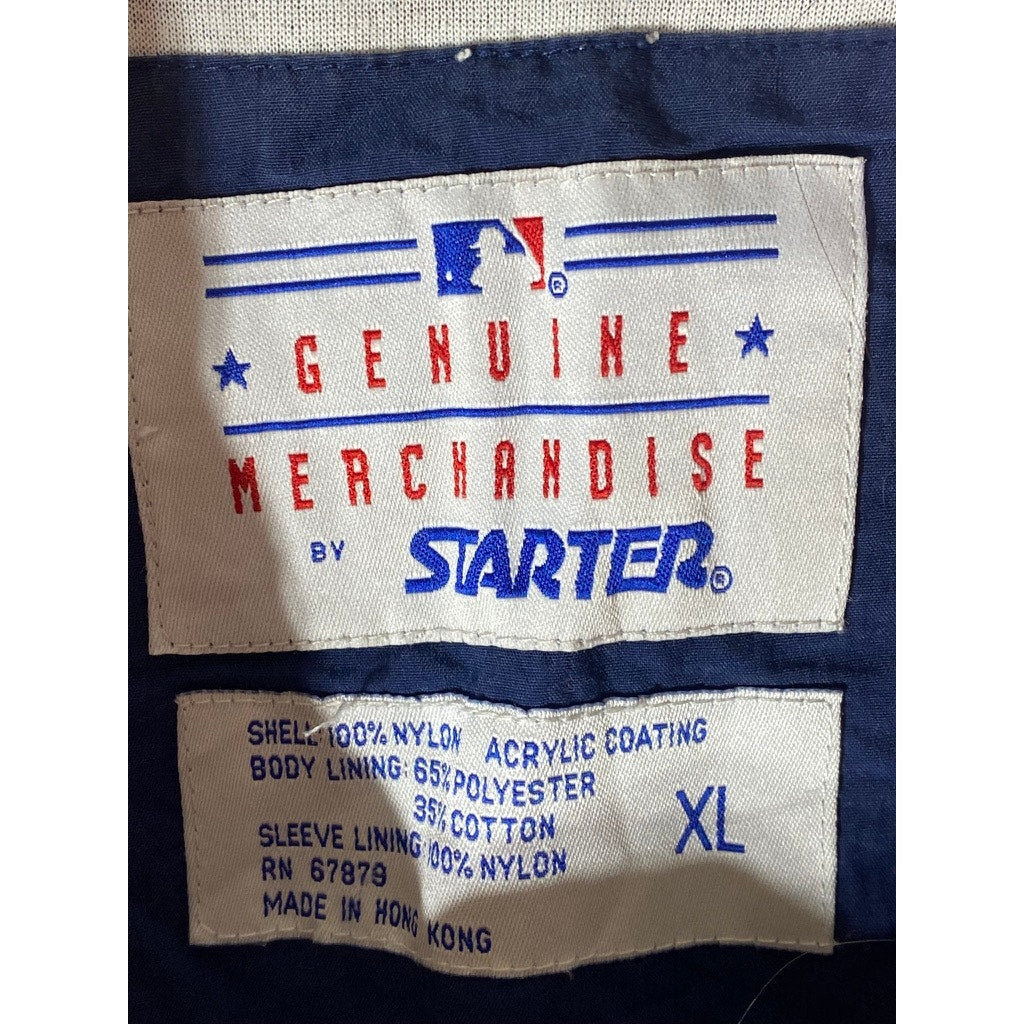 GENUINE
MERCHANDISE
BY STARTER®
SHELL 100% NYLON ACRYLIC COATING
BODY LINING: 65% POLYESTER
35% COTTON
SLEEVE LINING 100% NYLON
XL
RN 67879
MADE IN HONG KONG